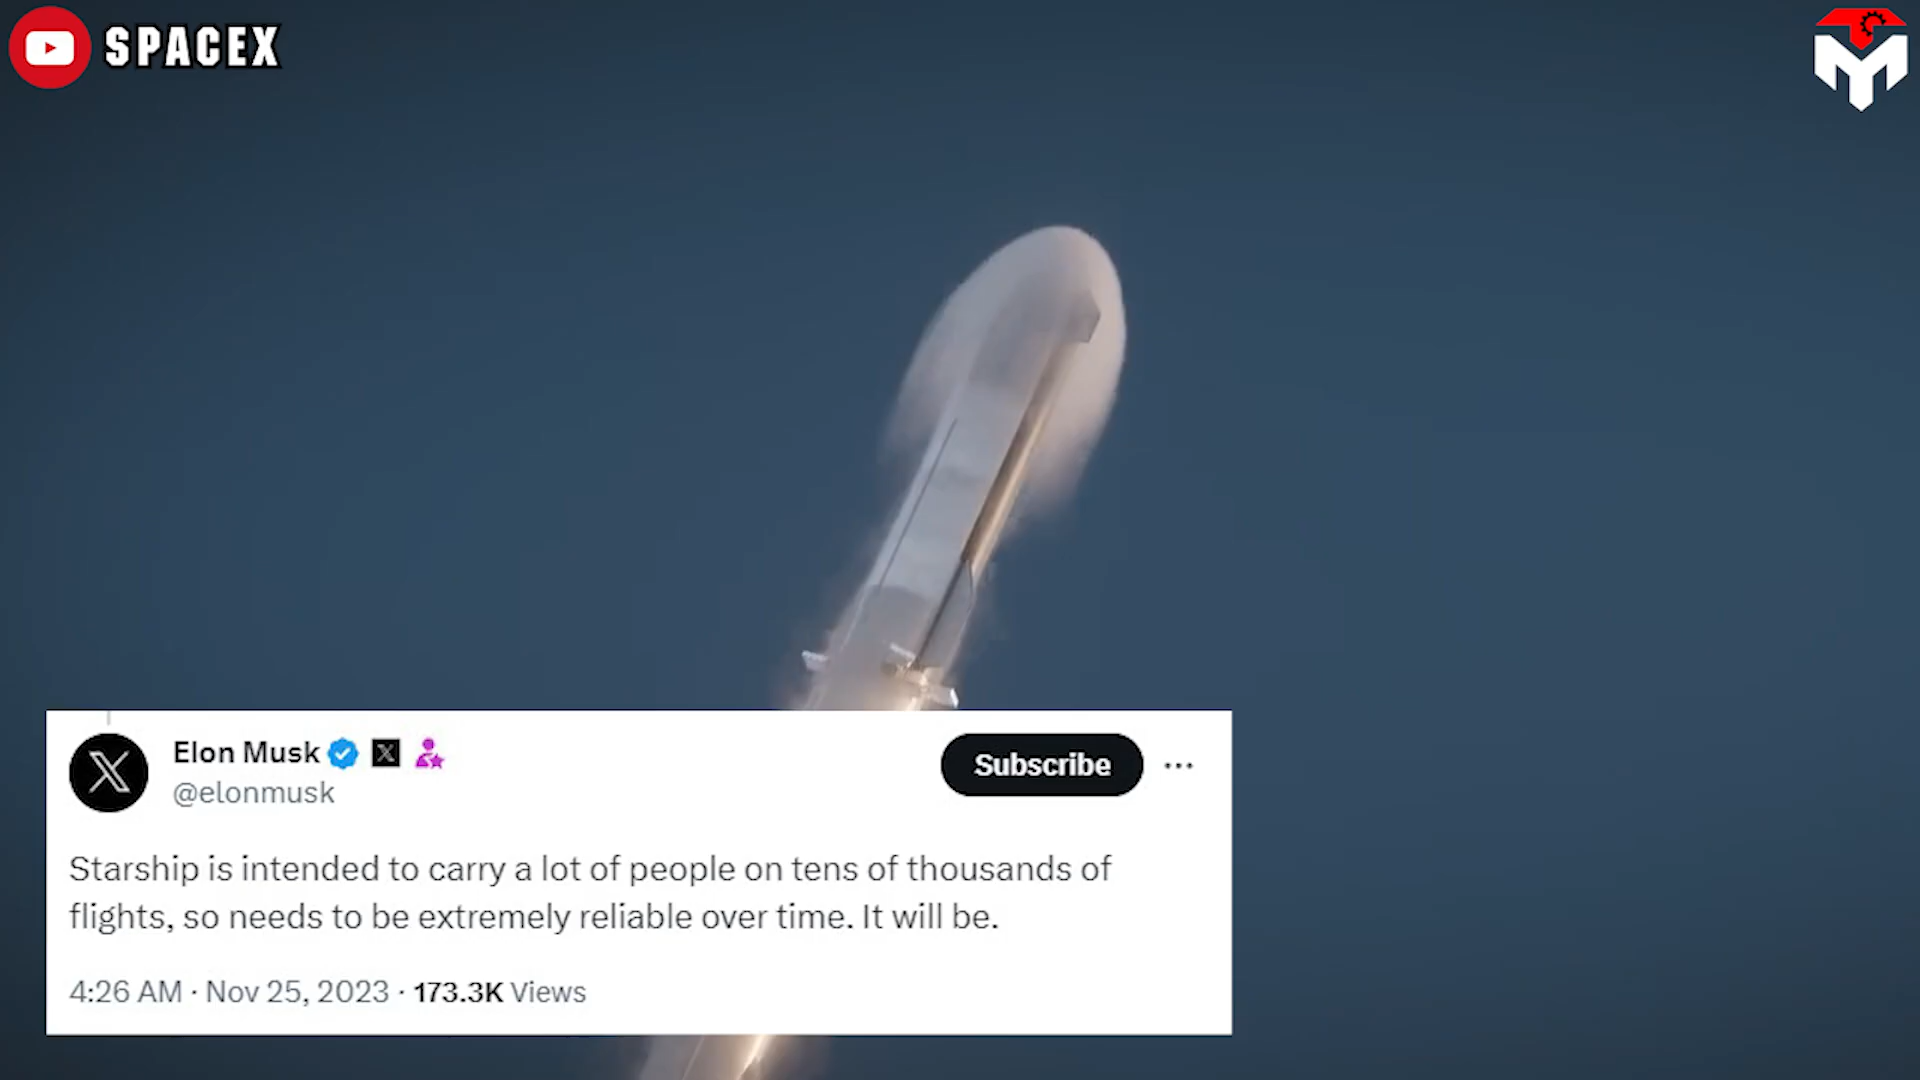 SPACEX
Elon Musk
@elonmusk
Subscribe
Starship is intended to carry a lot of people on tens of thousands of
flights, so needs to be extremely reliable over time. It will be.
4:26 AM · Nov 25, 2023 · 173.3K Views